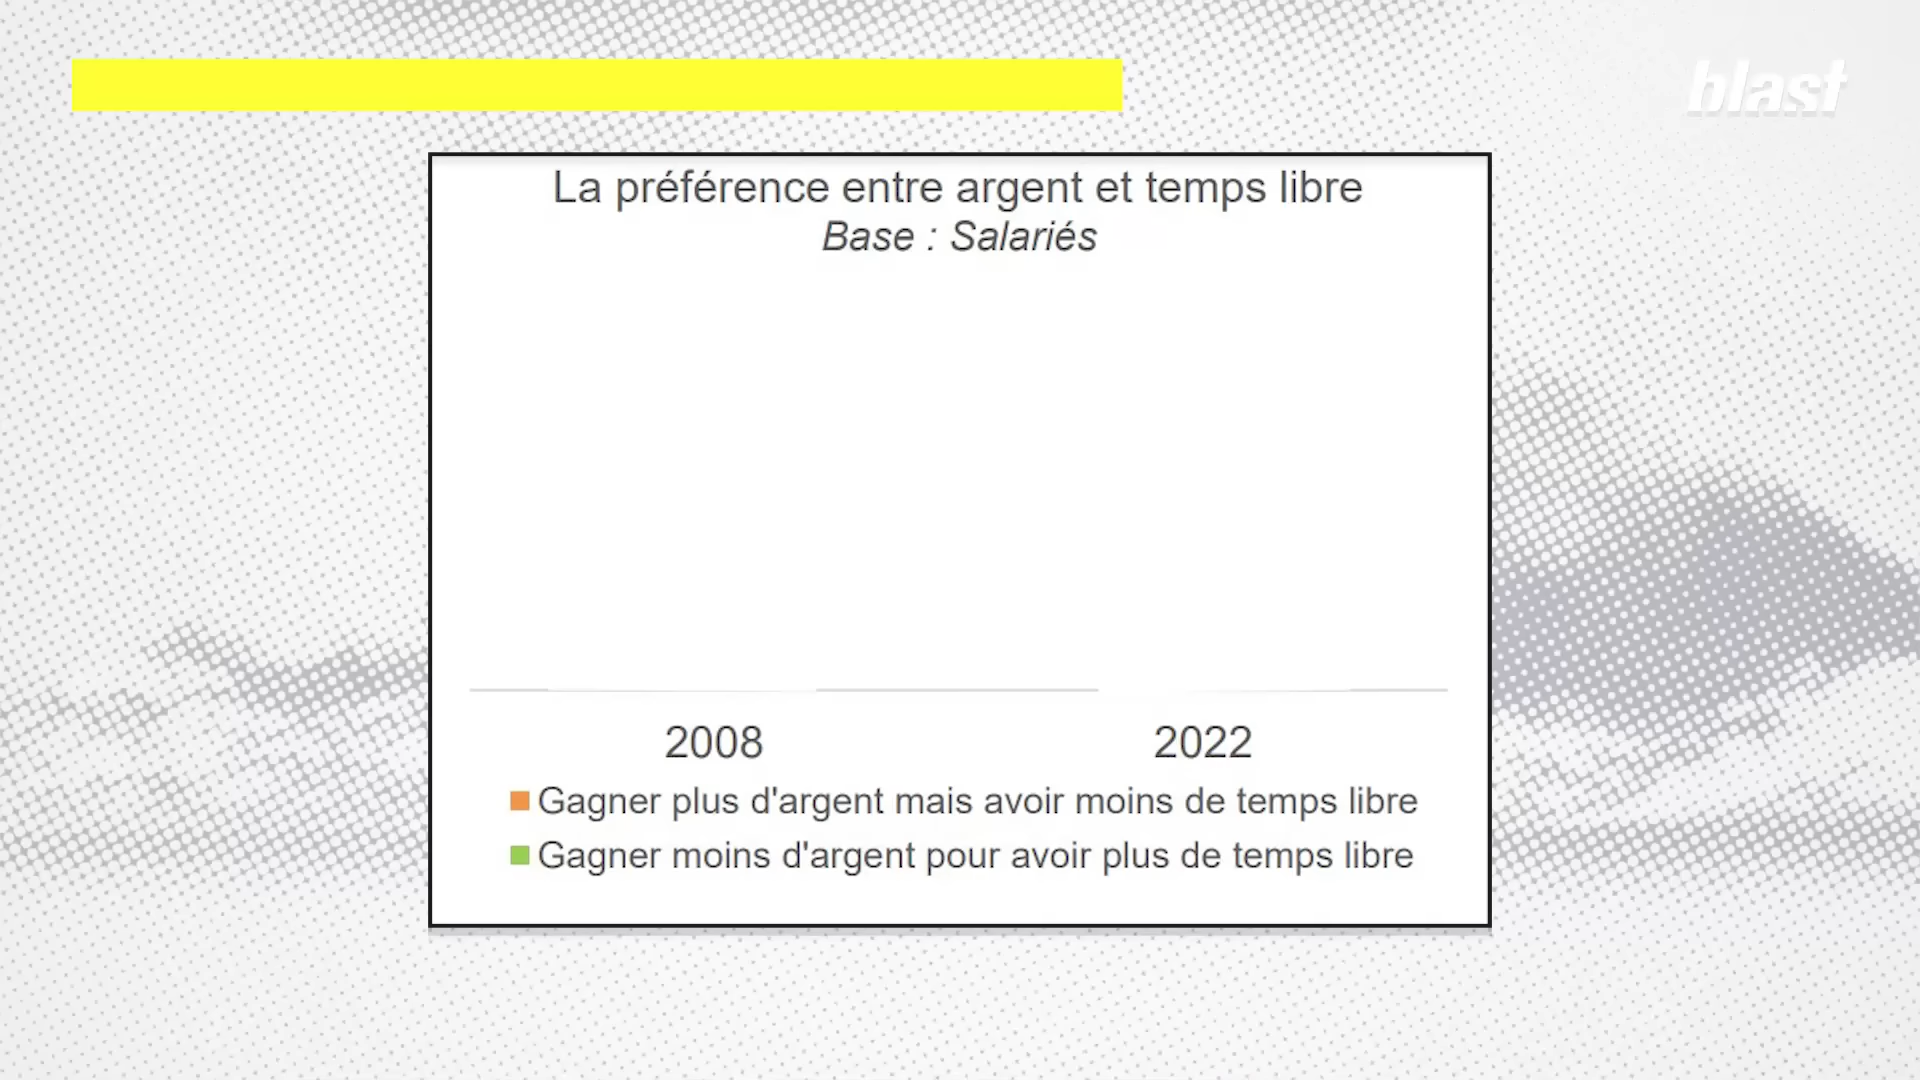 blast
La préférence entre argent et temps libre
Base : Salariés
2008 2022
Gagner plus d'argent mais avoir moins de temps libre
Gagner moins d'argent pour avoir plus de temps libre